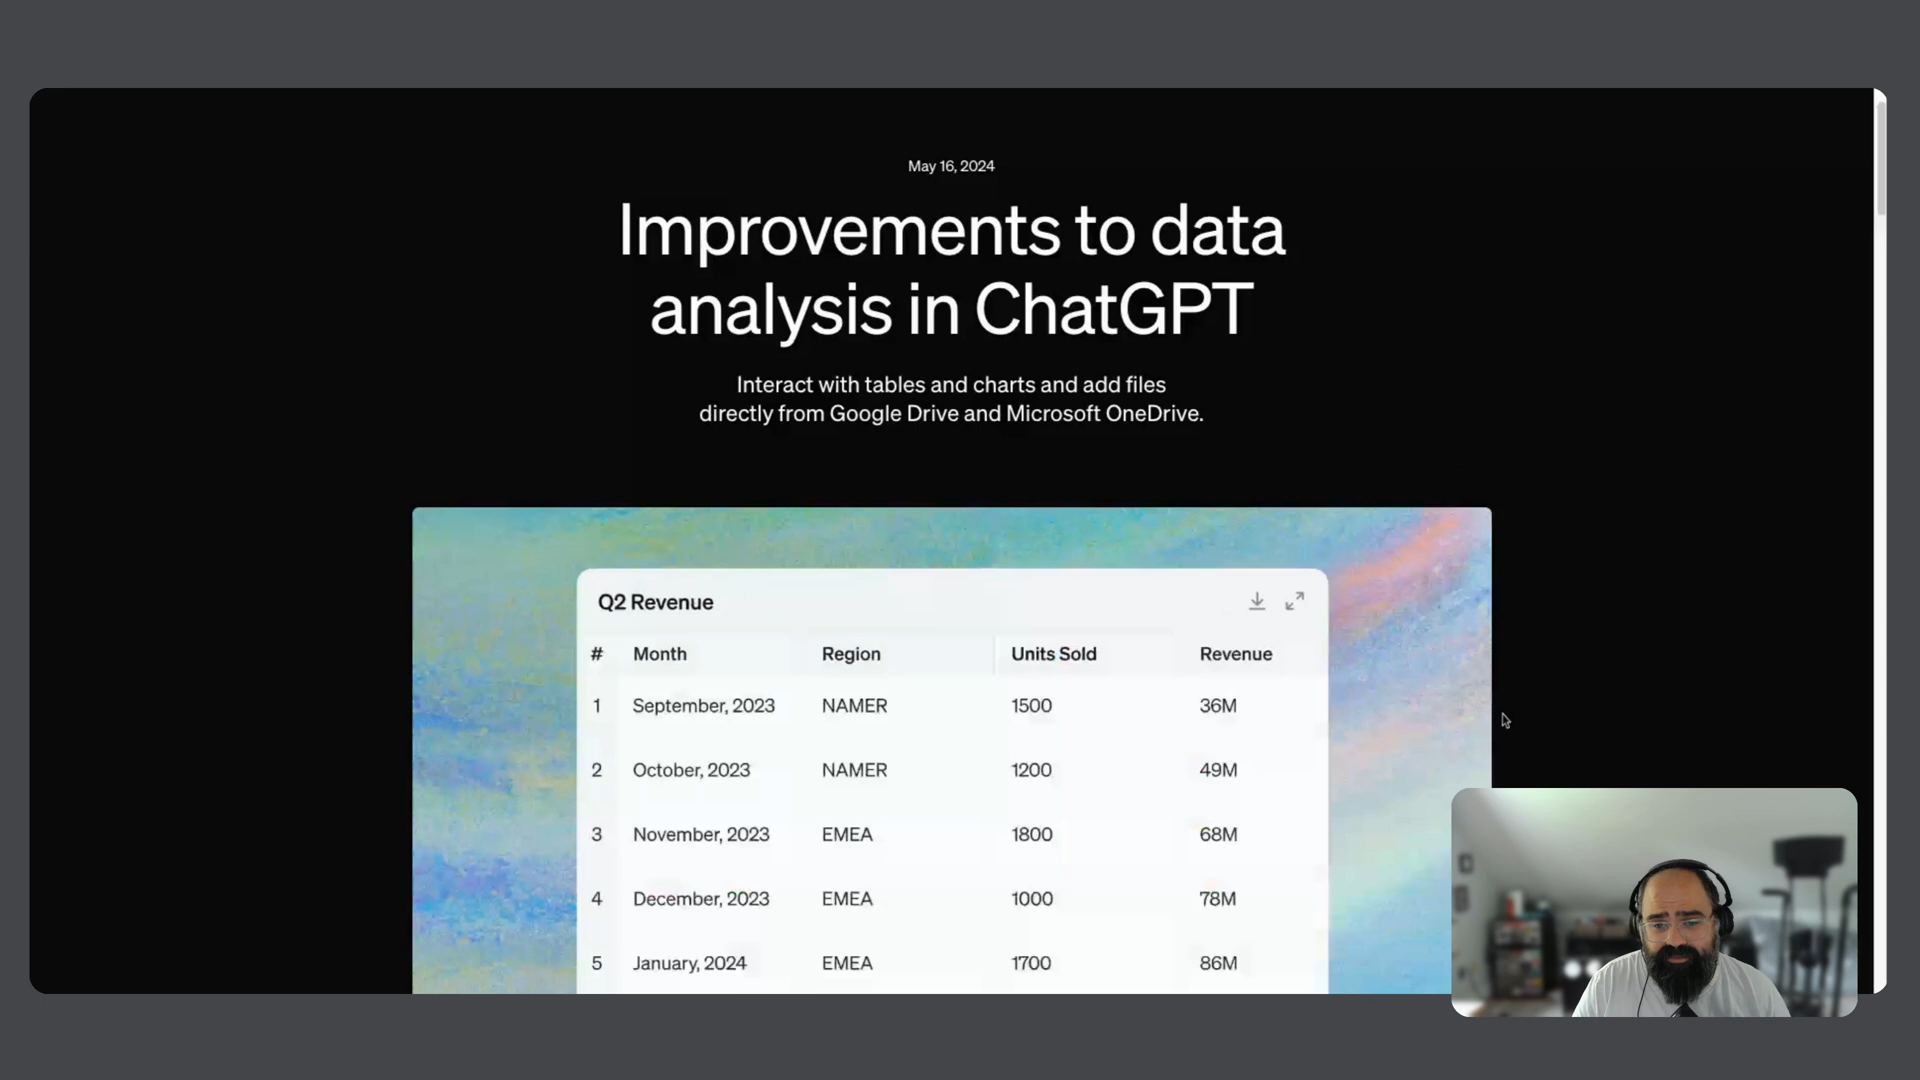 May 16, 2024
Improvements to data
analysis in ChatGPT
Interact with tables and charts and add files
directly from Google Drive and Microsoft OneDrive.
Q2 Revenue
# Month Region Units Sold Revenue
1 September, 2023 NAMER 1500 36M
2 October, 2023 NAMER 1200 49M
3 November, 2023 EMEA 1800 68M
4 December, 2023 EMEA 1000 78M
5 January, 2024 EMEA 1700 86M